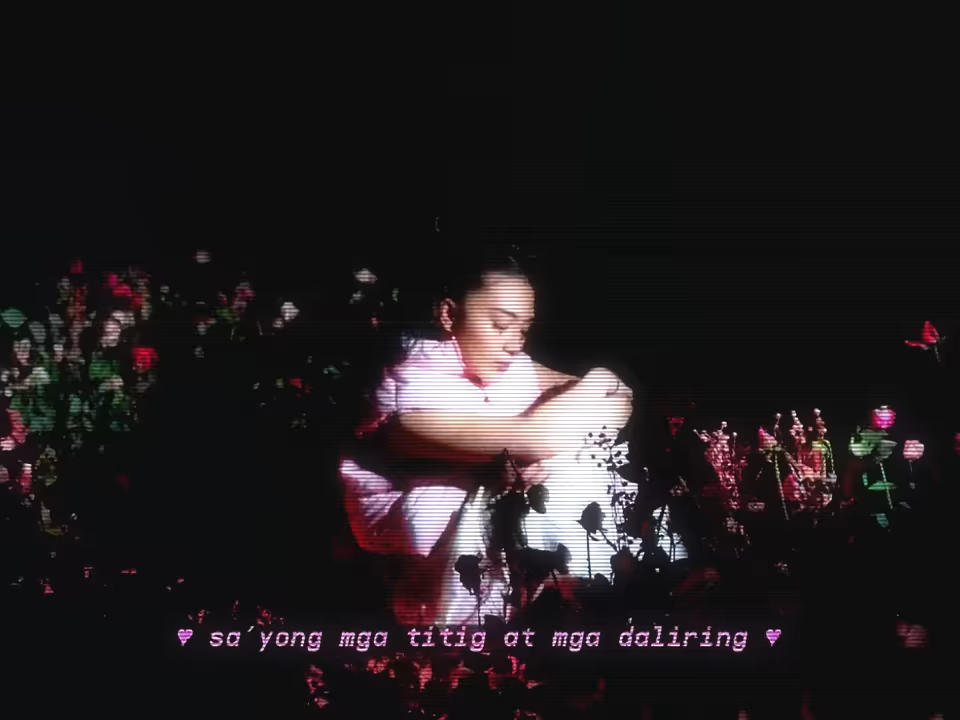 ♥ sa´yong mga titig at mga daliring ♥